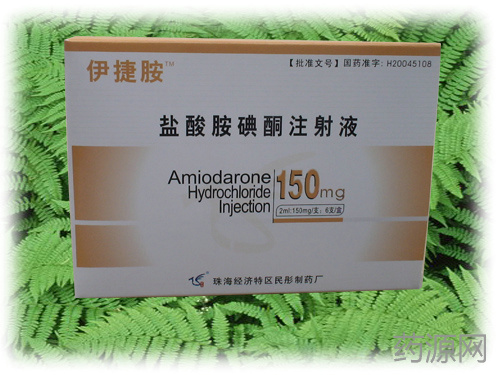 伊捷胺™
【批准文号】国药准字：H20045108
盐酸胺碘酮注射液
Amiodarone
Hydrochloride
Injection
150mg
2ml:150mg/支；6支/盒
珠海经济特区民彤制药厂
药源网